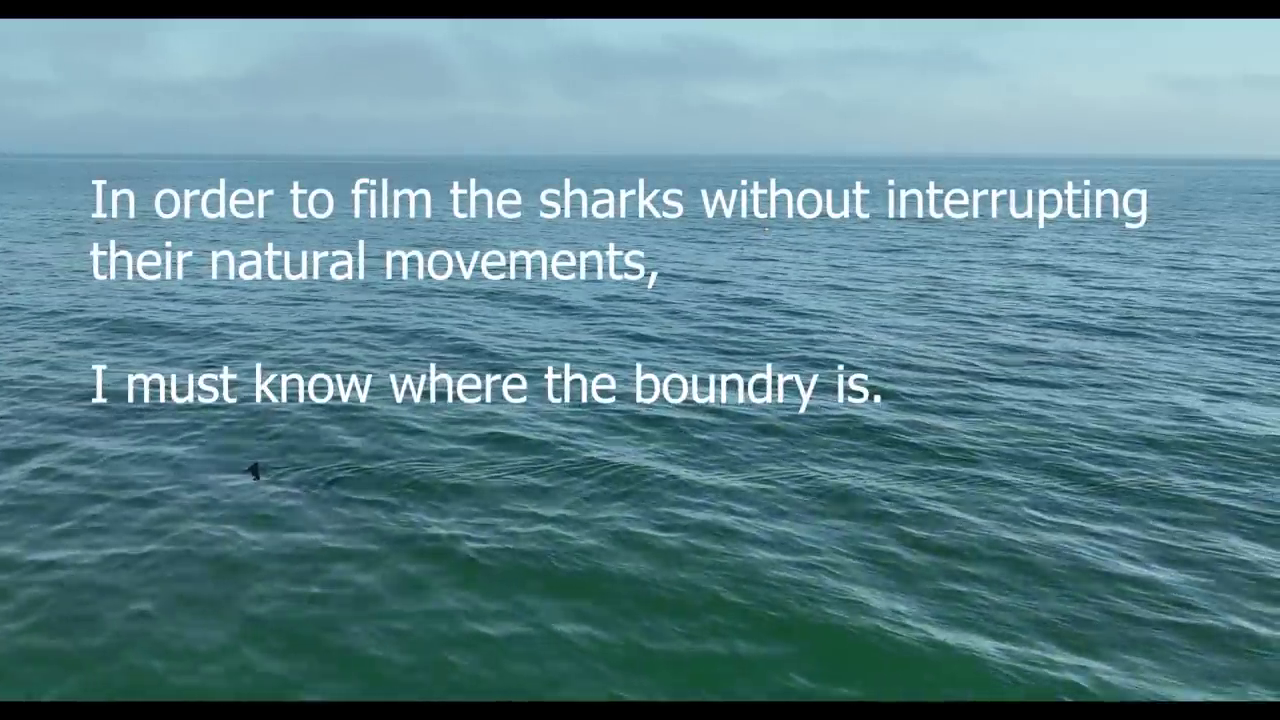 In order to film the sharks without interrupting
their natural movements,
I must know where the boundry is.